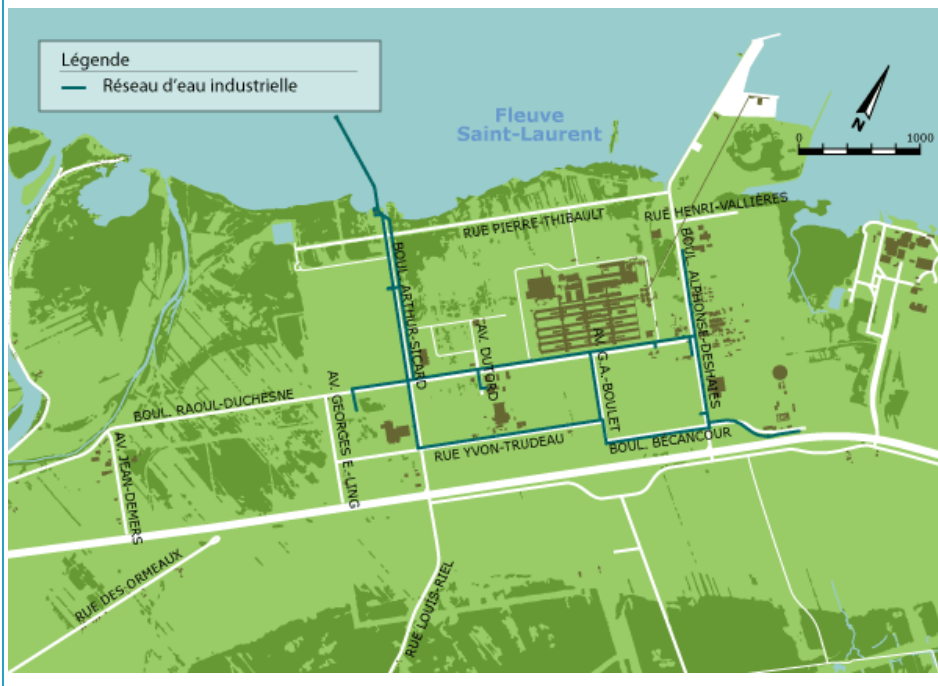 Légende
Réseau d'eau industrielle
Fleuve
Saint-Laurent
N
0 1000
RUE PIERRE-THIBAULT
RUE HENRI-VALLIÈRES
BOUL. ARTHUR-SICARD
BOUL. ALPHONSE-DESHAIES
AV. DUTORD
AV. G.A.-BOULET
BOUL. RAOUL-DUCHESNE
AV. GEORGES E.-LING
AV. JEAN-DEMERS
RUE YVON-TRUDEAU
BOUL. BÉCANCOUR
RUE DES ORMEAUX
RUE LOUIS-RIEL